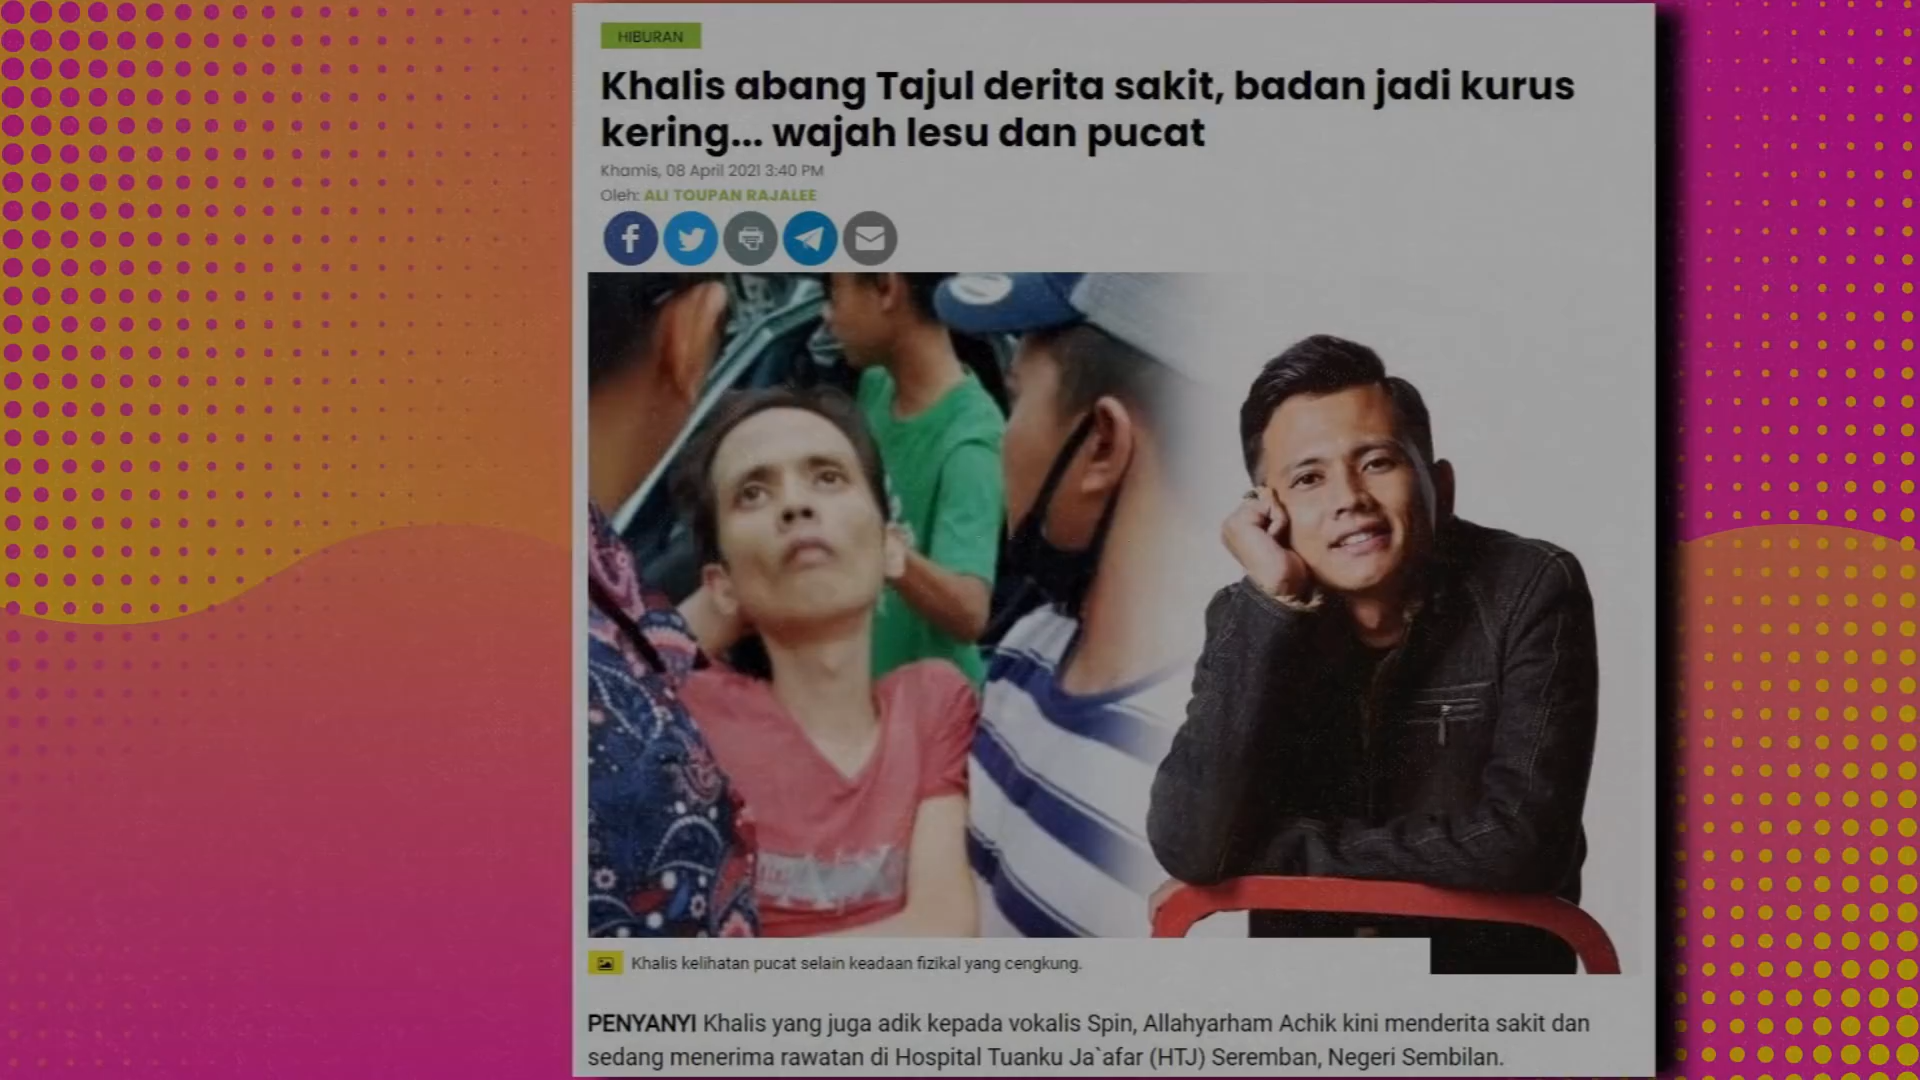 HIBURAN
Khalis abang Tajul derita sakit, badan jadi kurus
kering... wajah lesu dan pucat
Khamis, 08 April 2021 3:40 PM
Oleh: ALI TOUPAN RAJALEE
Khalis kelihatan pucat selain keadaan fizikal yang cengkung.
PENYANYI Khalis yang juga adik kepada vokalis Spin, Allahyarham Achik kini menderita sakit dan
sedang menerima rawatan di Hospital Tuanku Ja`afar (HTJ) Seremban, Negeri Sembilan.